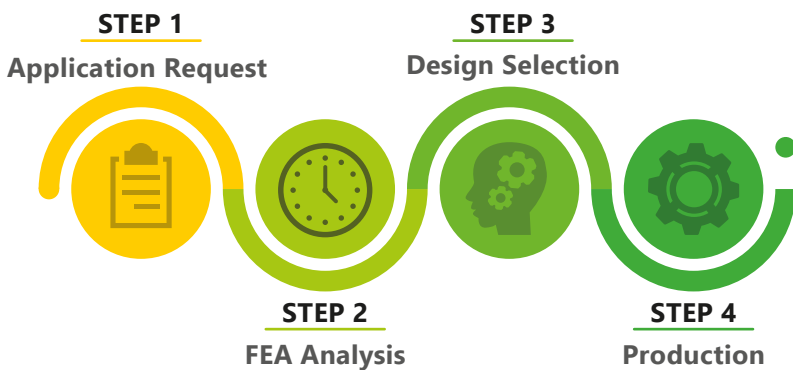 STEP 1
Application Request
STEP 2
FEA Analysis
STEP 3
Design Selection
STEP 4
Production